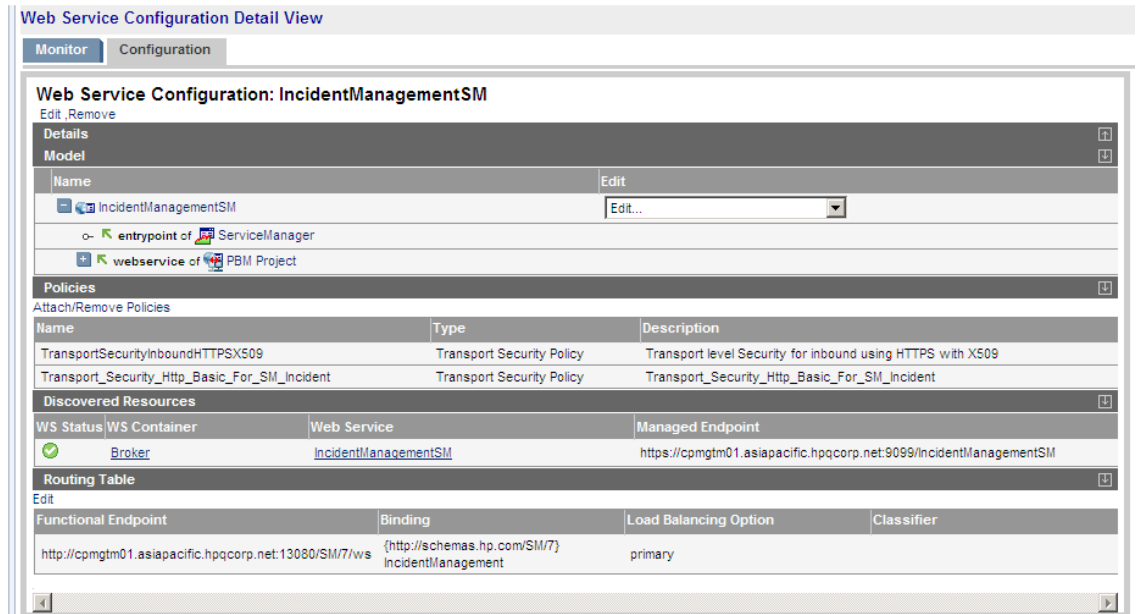 Web Service Configuration Detail View
Monitor Configuration
Web Service Configuration: IncidentManagementSM
Edit ,Remove
Details
Model
Name Edit
IncidentManagementSM Edit...
entrypoint of ServiceManager
webservice of PBM Project
Policies
Attach/Remove Policies
Name Type Description
TransportSecurityInboundHTTPSX509 Transport Security Policy Transport level Security for inbound using HTTPS with X509
Transport_Security_Http_Basic_For_SM_Incident Transport Security Policy Transport_Security_Http_Basic_For_SM_Incident
Discovered Resources
WS Status WS Container Web Service Managed Endpoint
Broker IncidentManagementSM https://cpmgtm01.asiapacific.hpqcorp.net:9099/IncidentManagementSM
Routing Table
Edit
Functional Endpoint Binding Load Balancing Option Classifier
http://cpmgtm01.asiapacific.hpqcorp.net:13080/SM/7/ws {http://schemas.hp.com/SM/7} primary
IncidentManagement